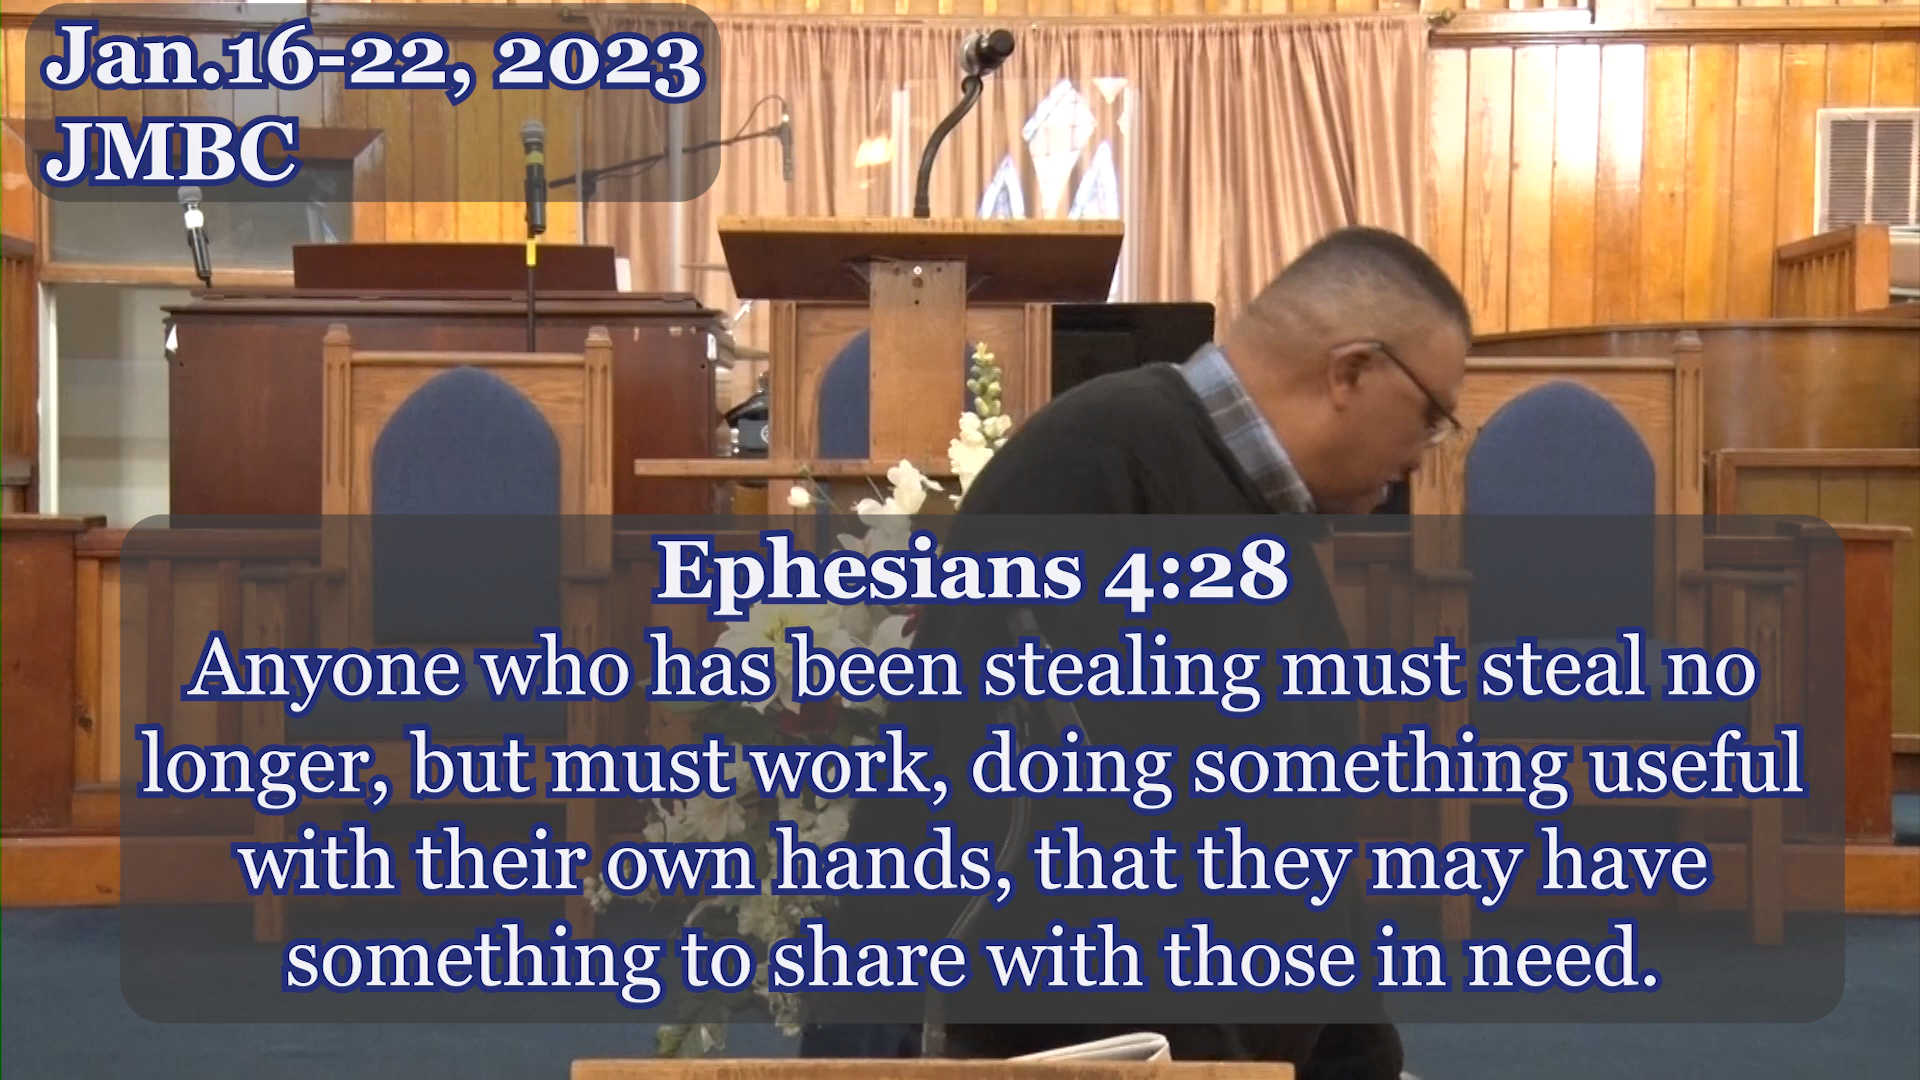 Jan.16-22, 2023
JMBC
Ephesians 4:28
Anyone who has been stealing must steal no
longer, but must work, doing something useful
with their own hands, that they may have
something to share with those in need.